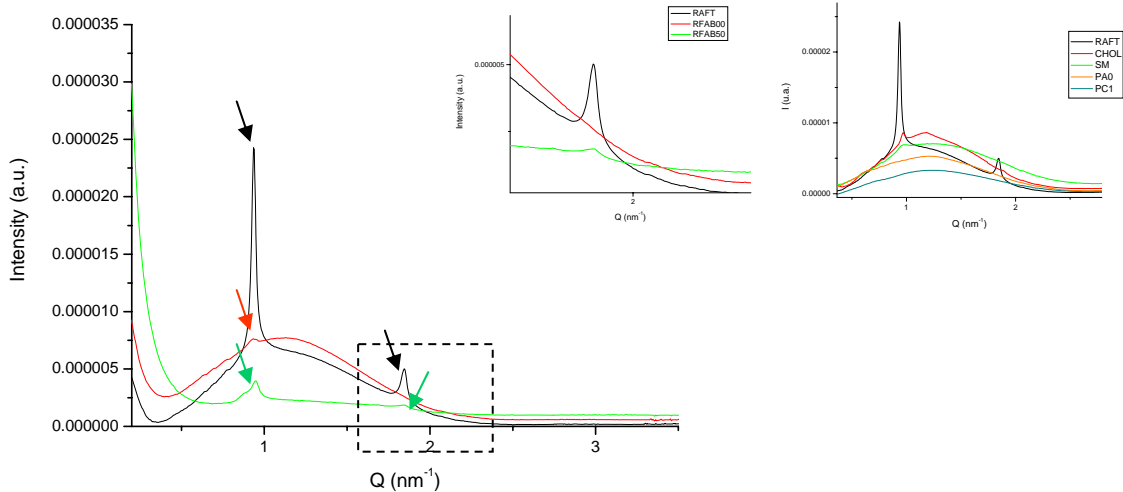 0.000035
0.000030
0.000025
0.000020
0.000015
0.000010
0.000005
0.000000
Intensity (a.u.)
1
2
3
Q (nm⁻¹)
RAFT
RFAB00
RFAB50
0.000005
Intensity (a.u.)
2
Q (nm⁻¹)
RAFT
CHOL
SM
PA0
PC1
0.00002
0.00001
0.00000
I (u.a.)
1
2
Q (nm⁻¹)